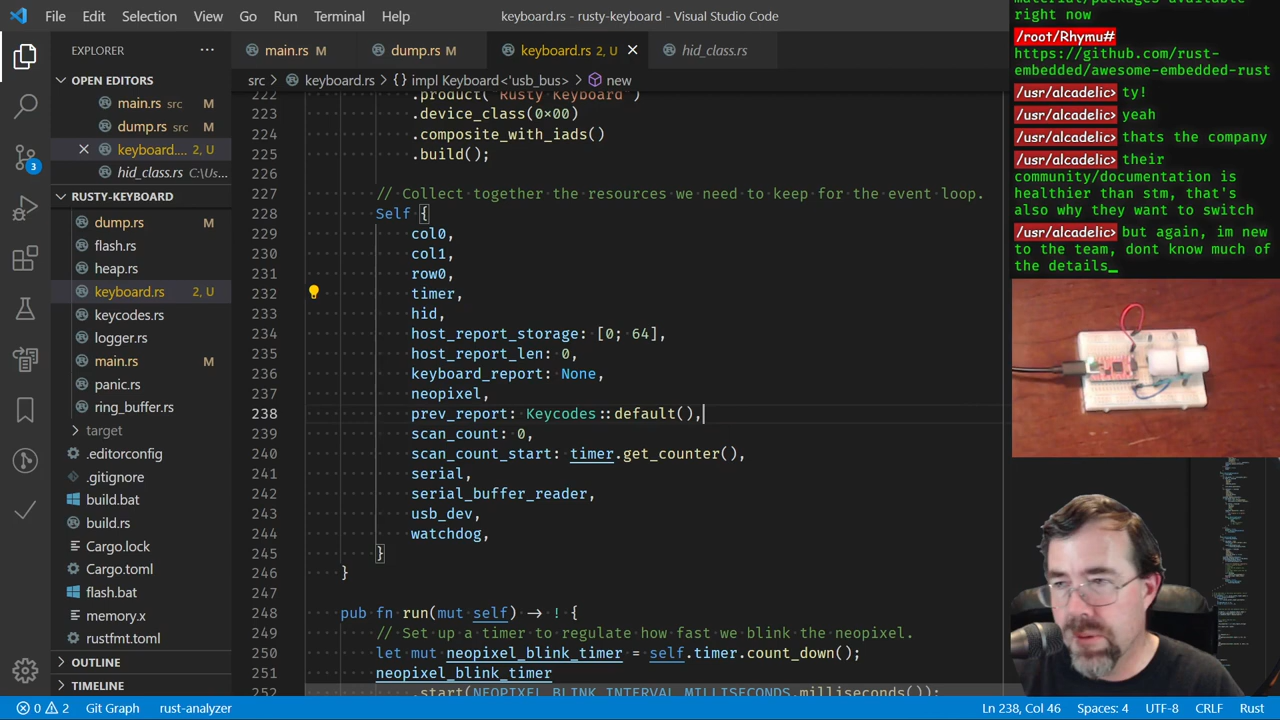 File Edit Selection View Go Run Terminal Help
keyboard.rs - rusty-keyboard - Visual Studio Code
EXPLORER
OPEN EDITORS
main.rs src M
dump.rs src M
keyboard.... 2, U
hid_class.rs C:\Us...
RUSTY-KEYBOARD
dump.rs M
flash.rs
heap.rs
keyboard.rs 2, U
keycodes.rs
logger.rs
main.rs M
panic.rs
ring_buffer.rs
target
.editorconfig
.gitignore
build.bat
build.rs
Cargo.lock
Cargo.toml
flash.bat
memory.x
rustfmt.toml
OUTLINE
TIMELINE
3
main.rs M dump.rs M keyboard.rs 2, U hid_class.rs
src > keyboard.rs > {} impl Keyboard<'usb_bus> > new
222 .product("Rusty Keyboard")
223 .device_class(0x00)
224 .composite_with_iads()
225 .build();
226
227 // Collect together the resources we need to keep for the event loop.
228 Self {
229 col0,
230 col1,
231 row0,
232 timer,
233 hid,
234 host_report_storage: [0; 64],
235 host_report_len: 0,
236 keyboard_report: None,
237 neopixel,
238 prev_report: Keycodes::default(),
239 scan_count: 0,
240 scan_count_start: timer.get_counter(),
241 serial,
242 serial_buffer_reader,
243 usb_dev,
244 watchdog,
245 }
246 }
247
248 pub fn run(mut self) -> ! {
249 // Set up a timer to regulate how fast we blink the neopixel.
250 let mut neopixel_blink_timer = self.timer.count_down();
251 neopixel_blink_timer
252 .start(NEOPIXEL_BLINK_INTERVAL_MILLISECONDS.milliseconds());
material/packages available
right now
/root/Rhymu#
https://github.com/rust-
embedded/awesome-embedded-rust
/usr/alcadelic> ty!
/usr/alcadelic> yeah
/usr/alcadelic> thats the company
/usr/alcadelic> their
community/documentation is
healthier than stm, that's
also why they want to switch
/usr/alcadelic> but again, im new
to the team, dont know much of
the details_
0 2 Git Graph rust-analyzer
Ln 238, Col 46 Spaces: 4 UTF-8 CRLF Rust